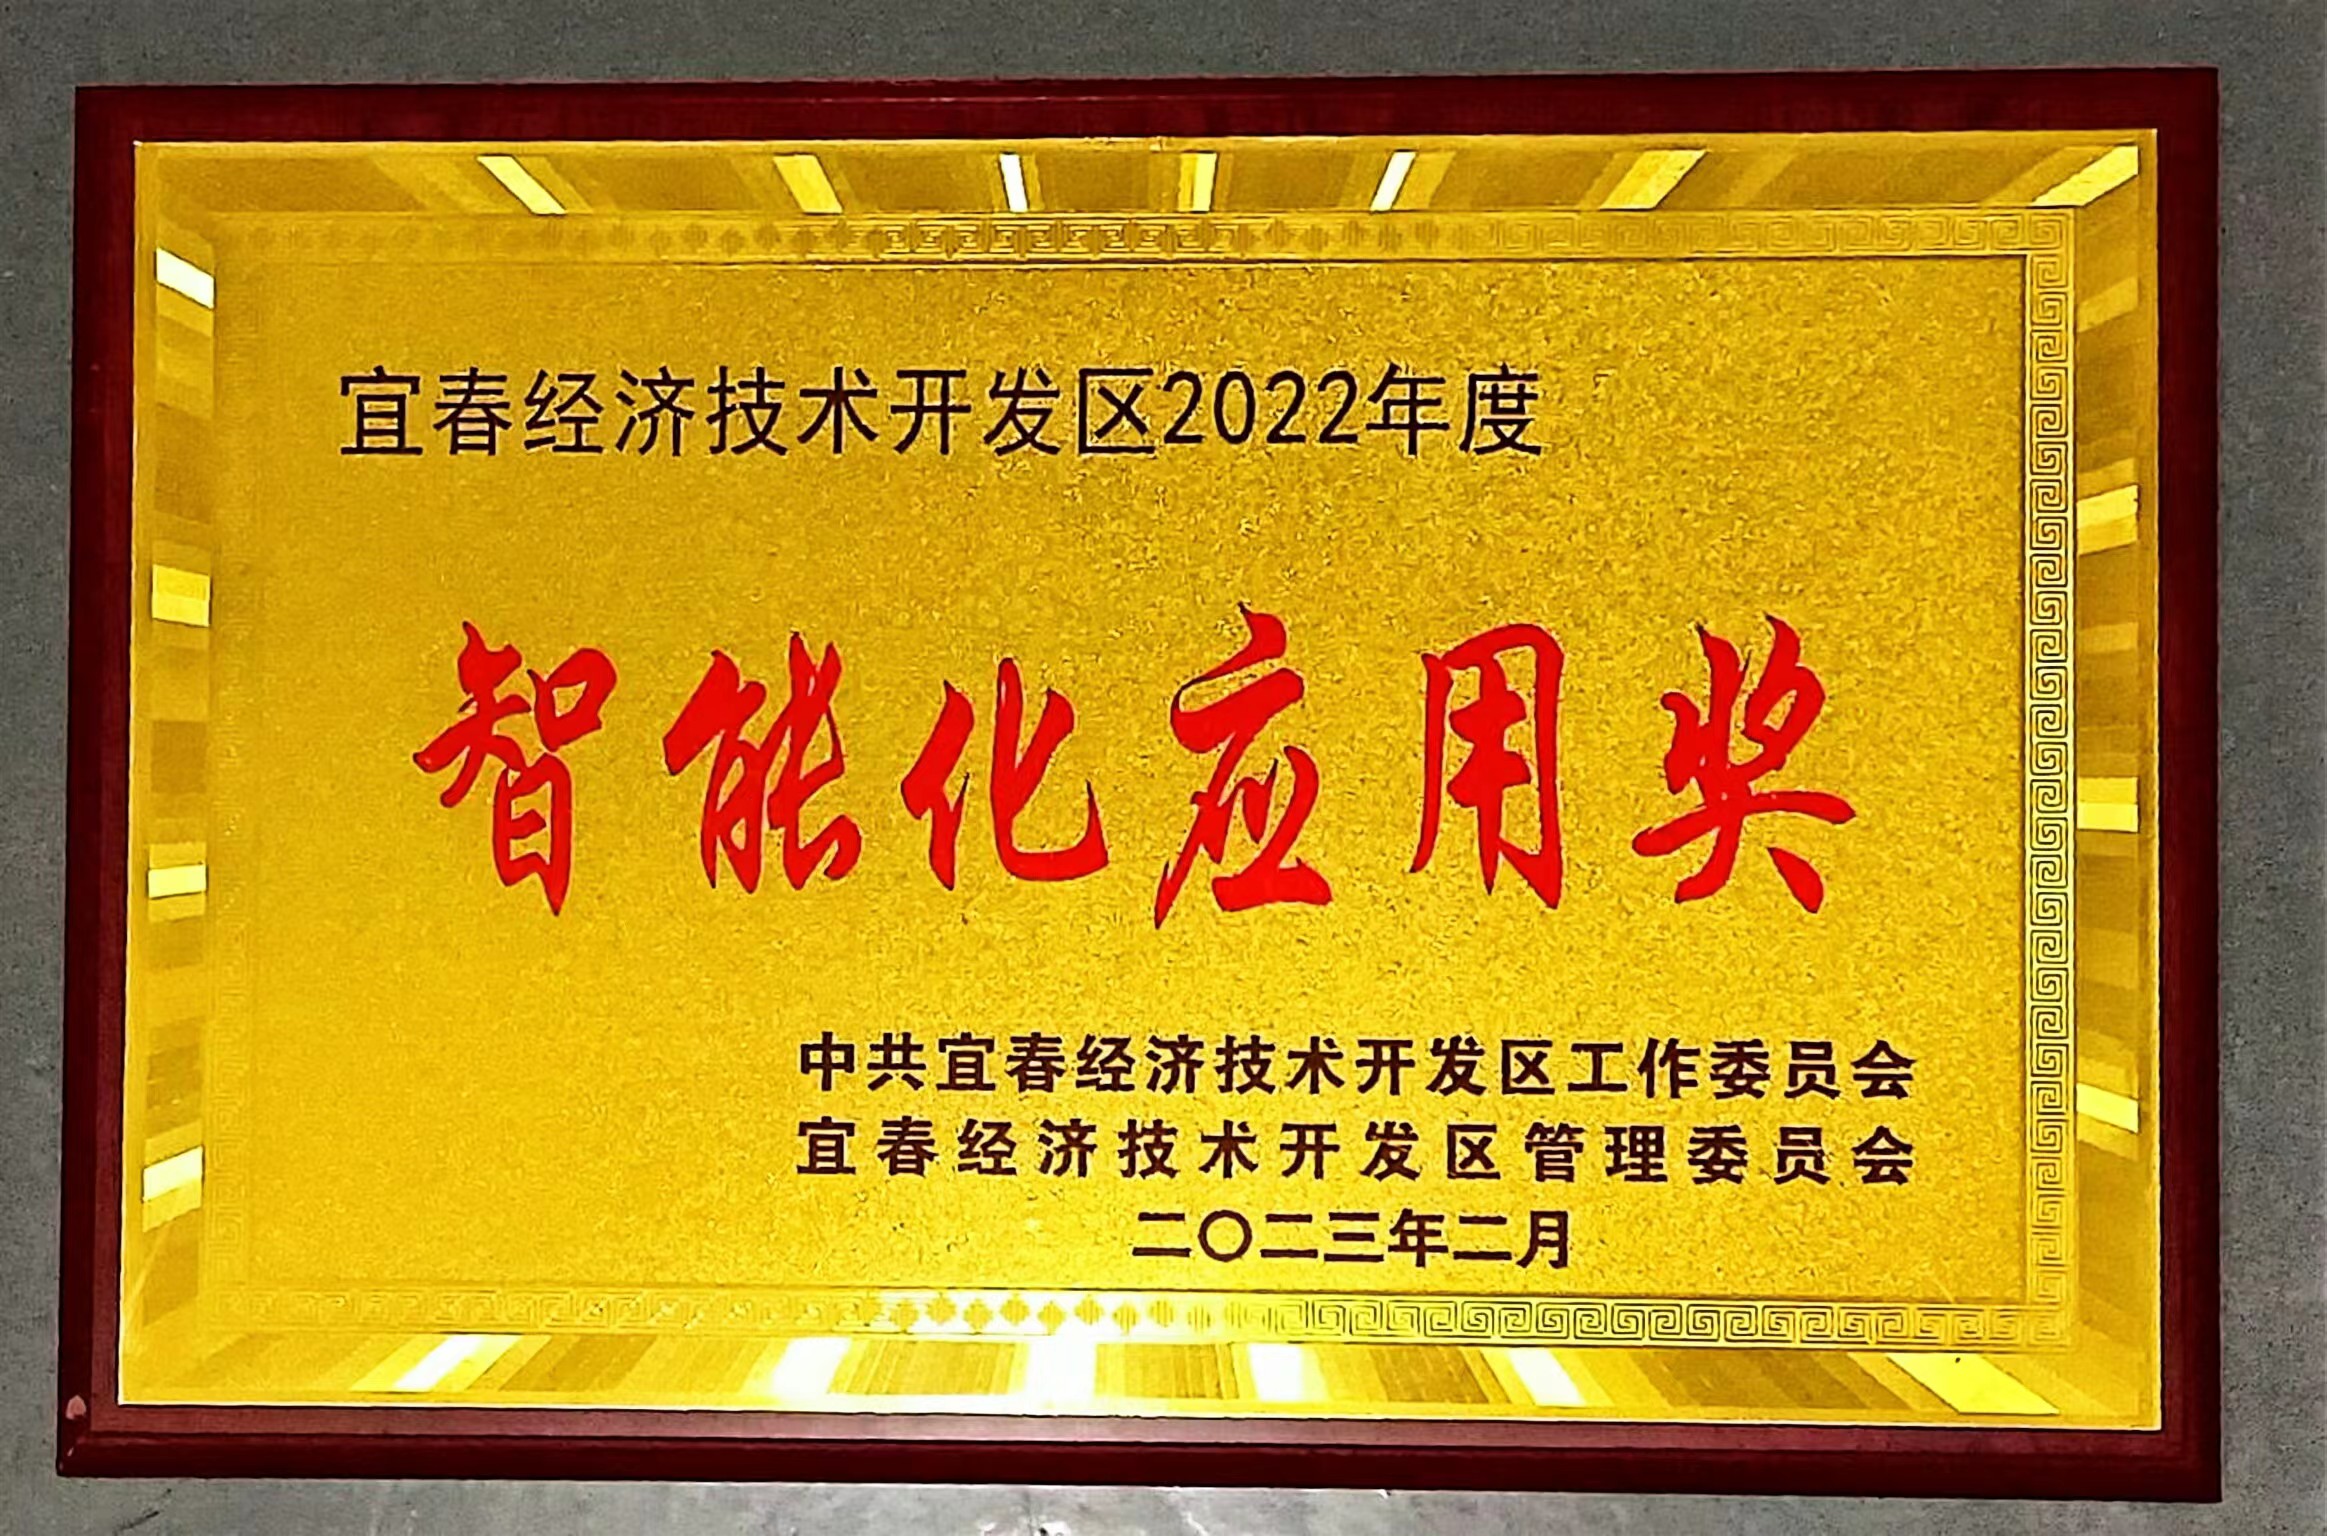 宜春经济技术开发区2022年度
智能化应用奖
中共宜春经济技术开发区工作委员会
宜春经济技术开发区管理委员会
二〇二三年二月